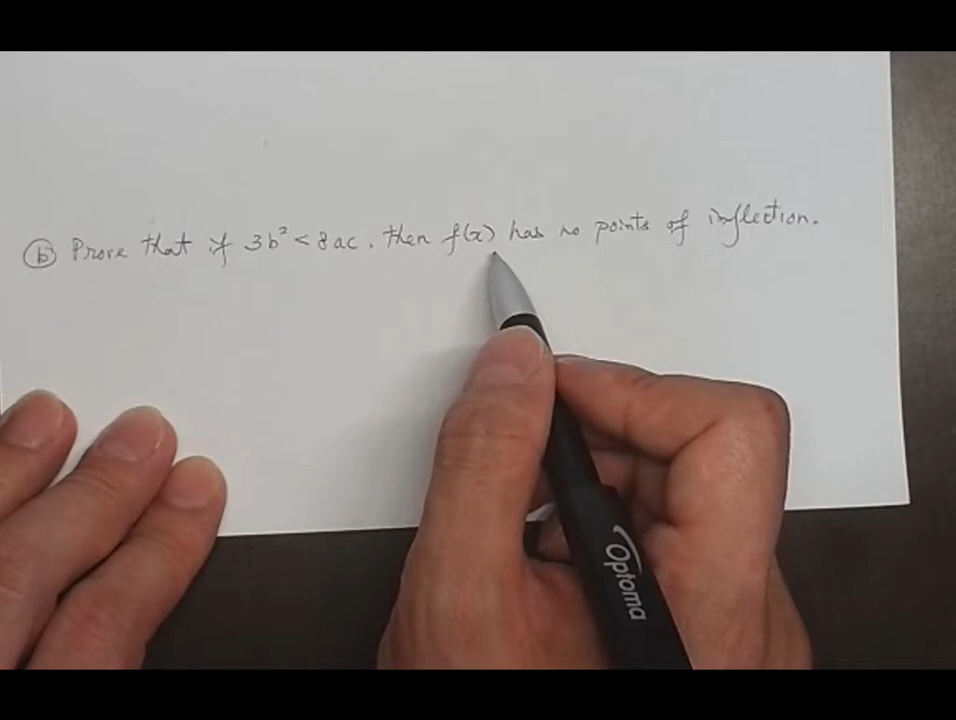 ⓑ Prove that if 3b² < 8ac, then f(x) has no points of inflection.
Optoma